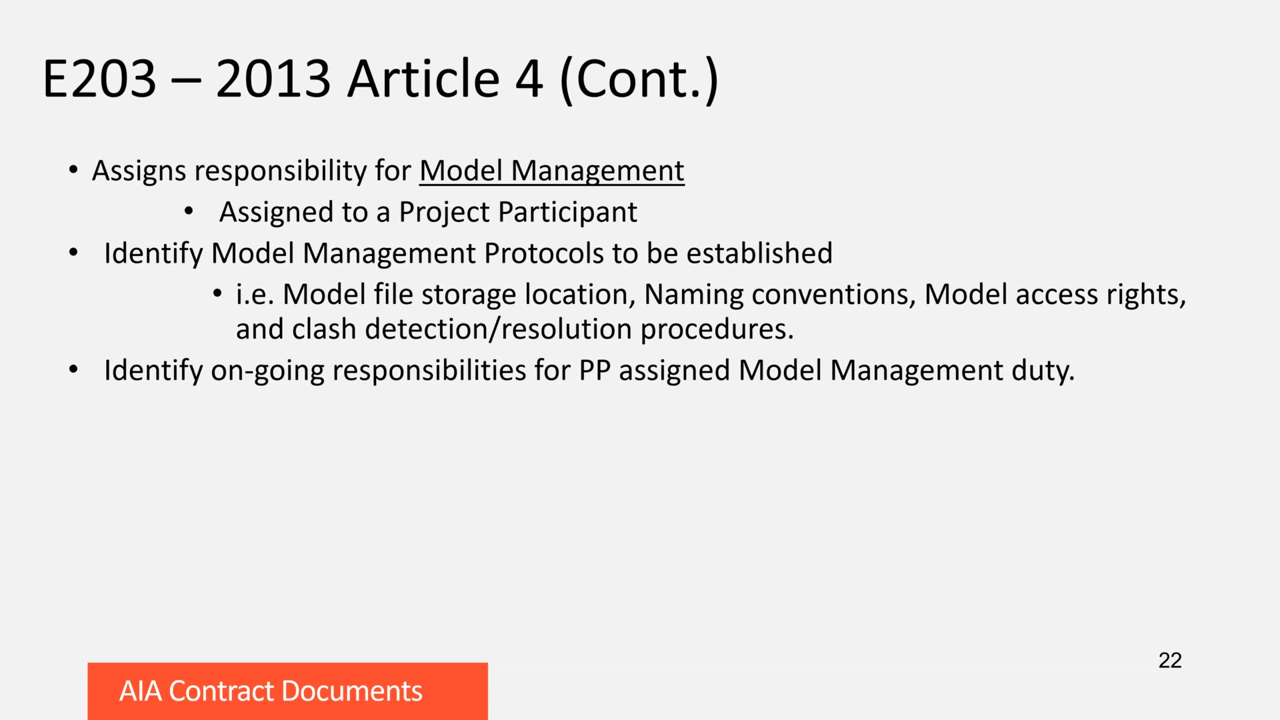 E203 – 2013 Article 4 (Cont.)
• Assigns responsibility for Model Management
• Assigned to a Project Participant
• Identify Model Management Protocols to be established
• i.e. Model file storage location, Naming conventions, Model access rights,
and clash detection/resolution procedures.
• Identify on-going responsibilities for PP assigned Model Management duty.
22
AIA Contract Documents